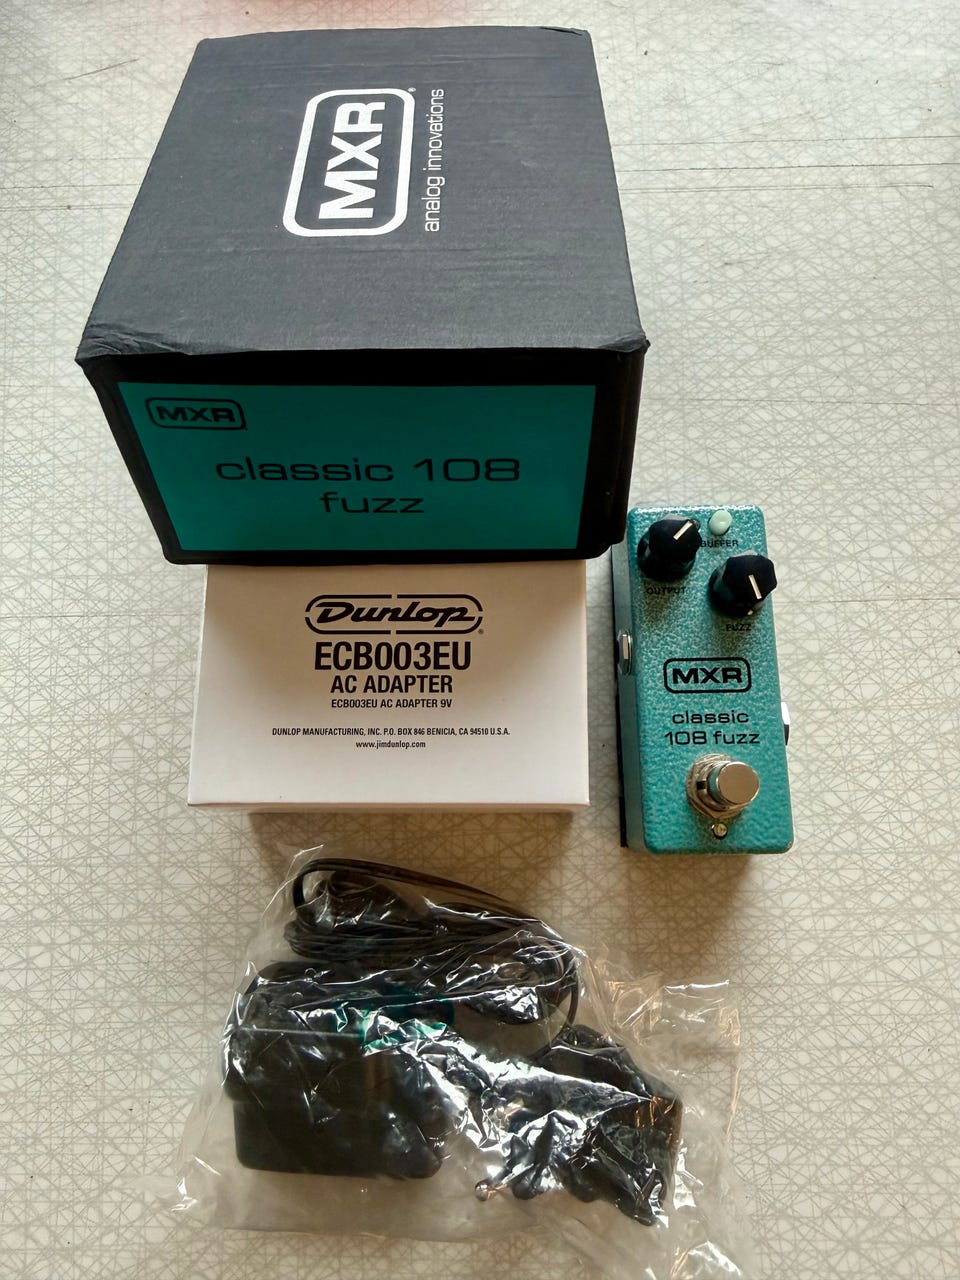 MXR®
analog innovations
MXR
classic 108
fuzz
Dunlop®
ECB003EU
AC ADAPTER
ECB003EU AC ADAPTER 9V
DUNLOP MANUFACTURING, INC. P.O. BOX 846 BENICIA, CA 94510 U.S.A.
www.jimdunlop.com
BUFFER
OUTPUT
FUZZ
MXR
classic
108 fuzz